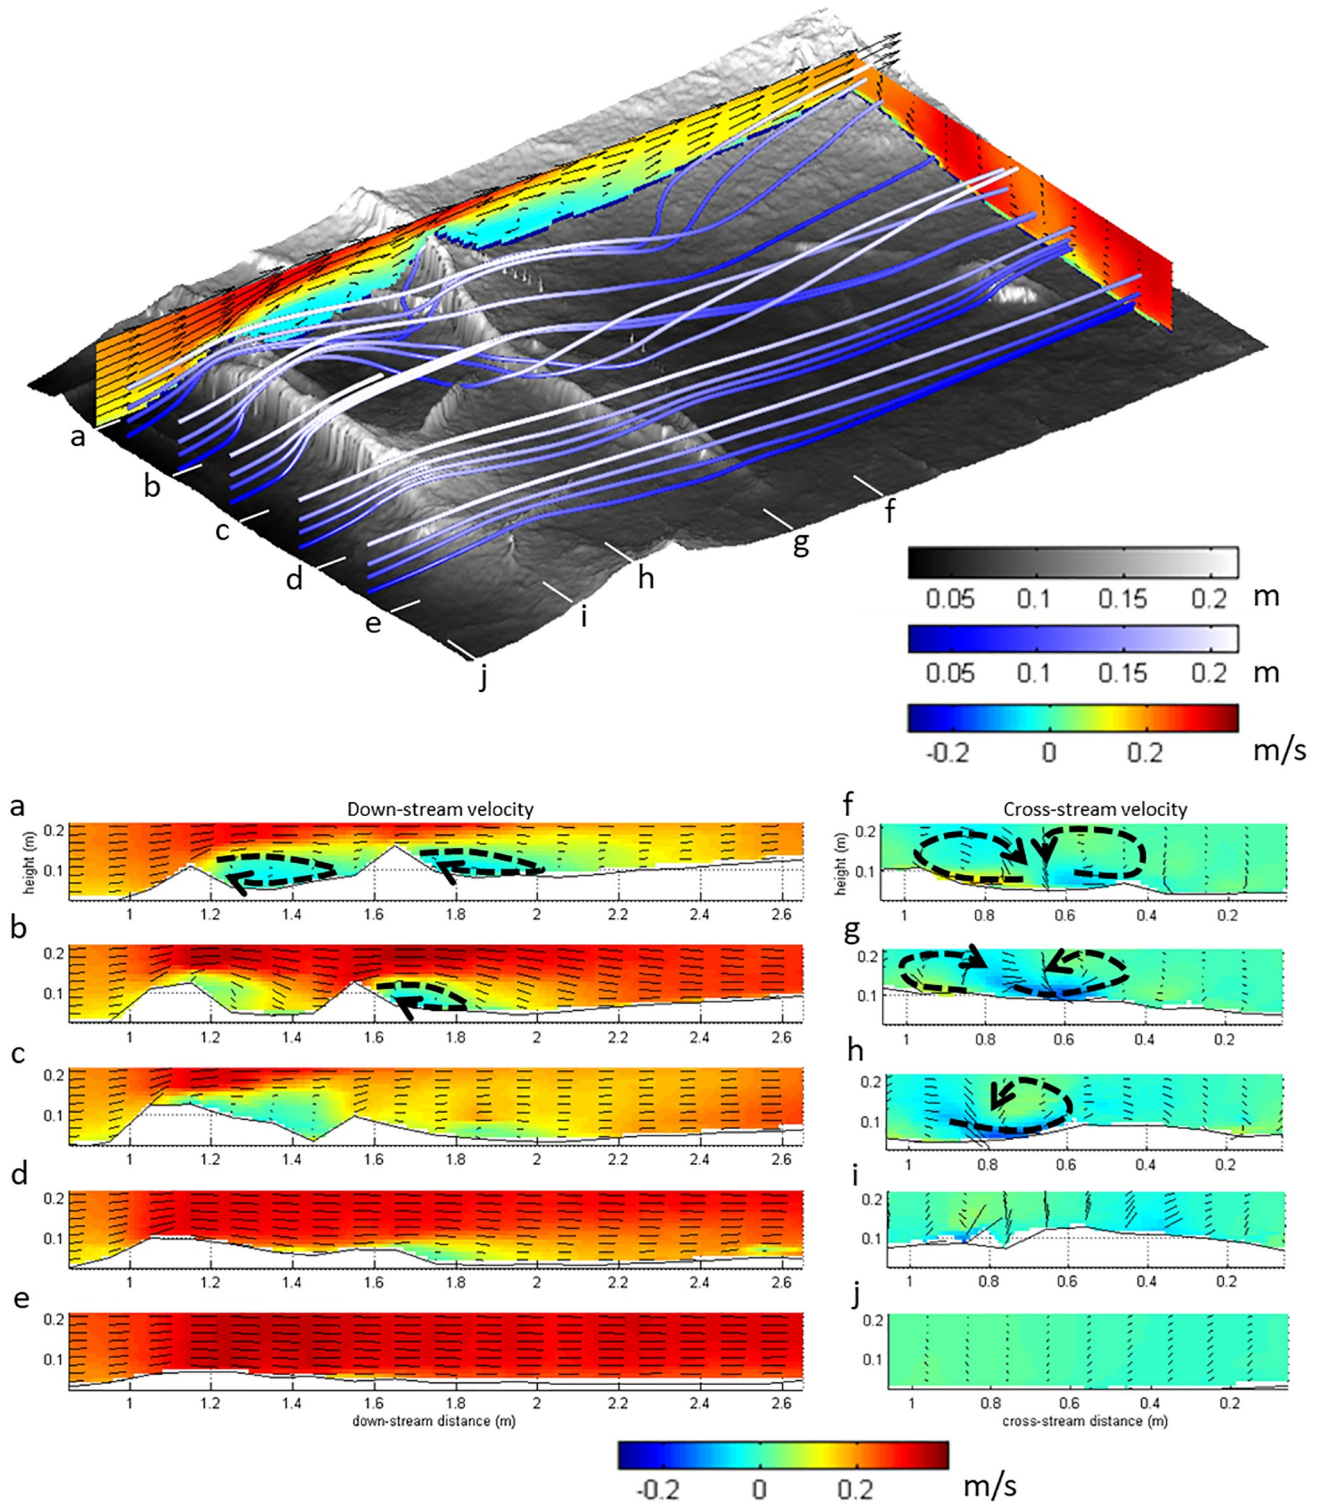 a
b
c
d
e
f
g
h
i
j
0.05 0.1 0.15 0.2 m
0.05 0.1 0.15 0.2 m
-0.2 0 0.2 m/s
a
Down-stream velocity
height (m)
0.2
0.1
1 1.2 1.4 1.6 1.8 2 2.2 2.4 2.6
b
0.2
0.1
1 1.2 1.4 1.6 1.8 2 2.2 2.4 2.6
c
0.2
0.1
1 1.2 1.4 1.6 1.8 2 2.2 2.4 2.6
d
0.2
0.1
1 1.2 1.4 1.6 1.8 2 2.2 2.4 2.6
e
0.2
0.1
1 1.2 1.4 1.6 1.8 2 2.2 2.4 2.6
down-stream distance (m)
f
Cross-stream velocity
height (m)
0.2
0.1
1 0.8 0.6 0.4 0.2
g
0.2
0.1
1 0.8 0.6 0.4 0.2
h
0.2
0.1
1 0.8 0.6 0.4 0.2
i
0.2
0.1
1 0.8 0.6 0.4 0.2
j
0.2
0.1
1 0.8 0.6 0.4 0.2
cross-stream distance (m)
-0.2 0 0.2 m/s